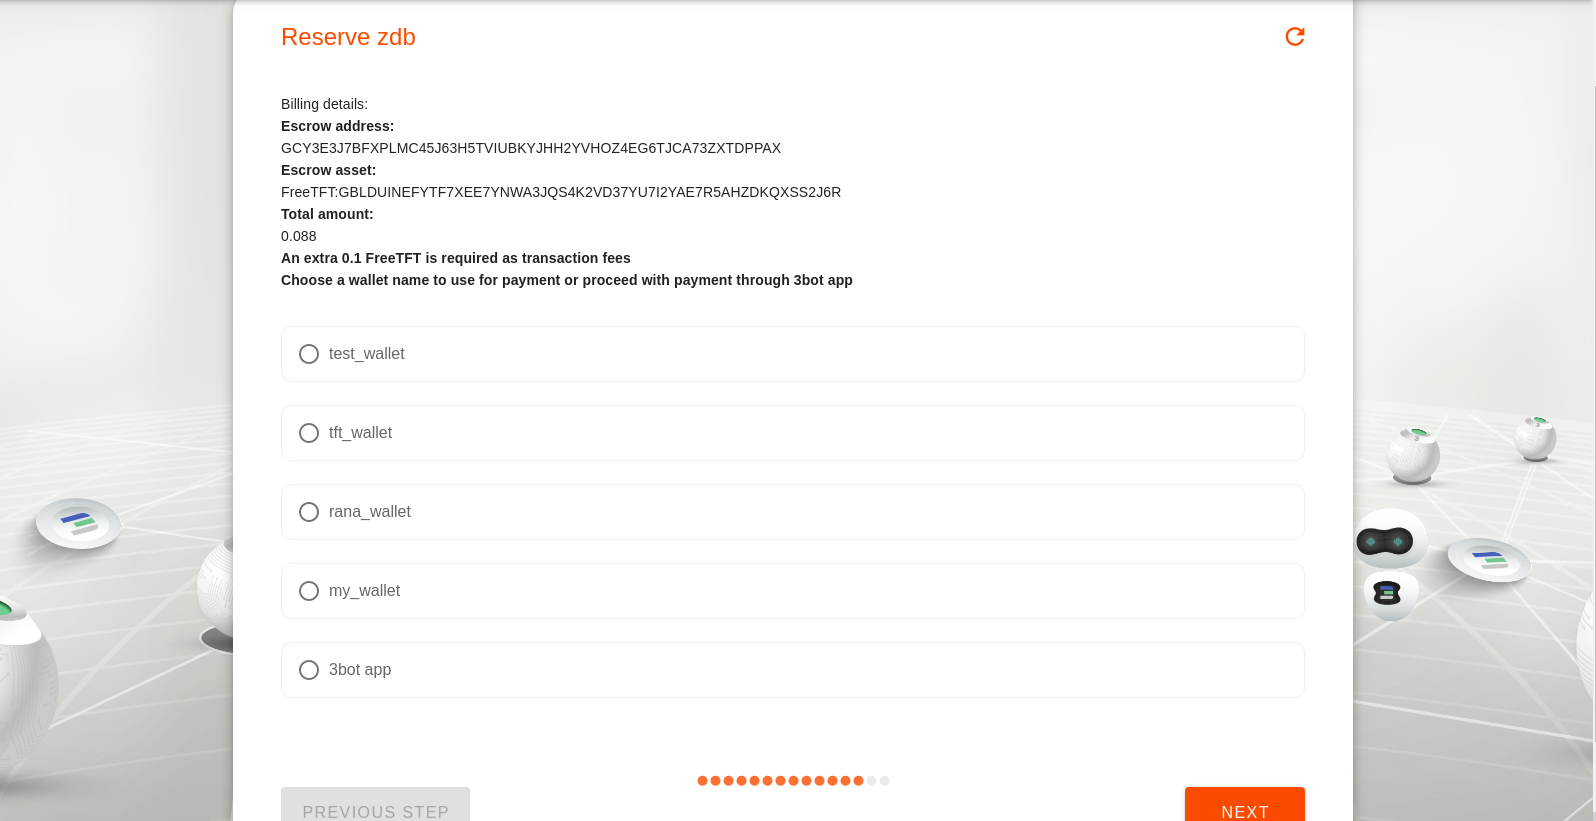 Reserve zdb
Billing details:
Escrow address:
GCY3E3J7BFXPLMC45J63H5TVIUBKYJHH2YVHOZ4EG6TJCA73ZXTDPPAX
Escrow asset:
FreeTFT:GBLDUINEFYTF7XEE7YNWA3JQS4K2VD37YU7I2YAE7R5AHZDKQXSS2J6R
Total amount:
0.088
An extra 0.1 FreeTFT is required as transaction fees
Choose a wallet name to use for payment or proceed with payment through 3bot app
test_wallet
tft_wallet
rana_wallet
my_wallet
3bot app
PREVIOUS STEP
NEXT